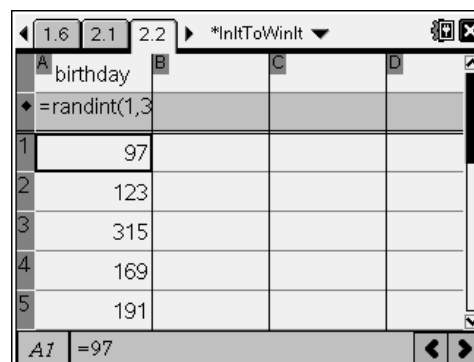 1.6 2.1 2.2 *InItToWinIt
A birthday B C D
=randint(1,3
1 97
2 123
3 315
4 169
5 191
A1 =97